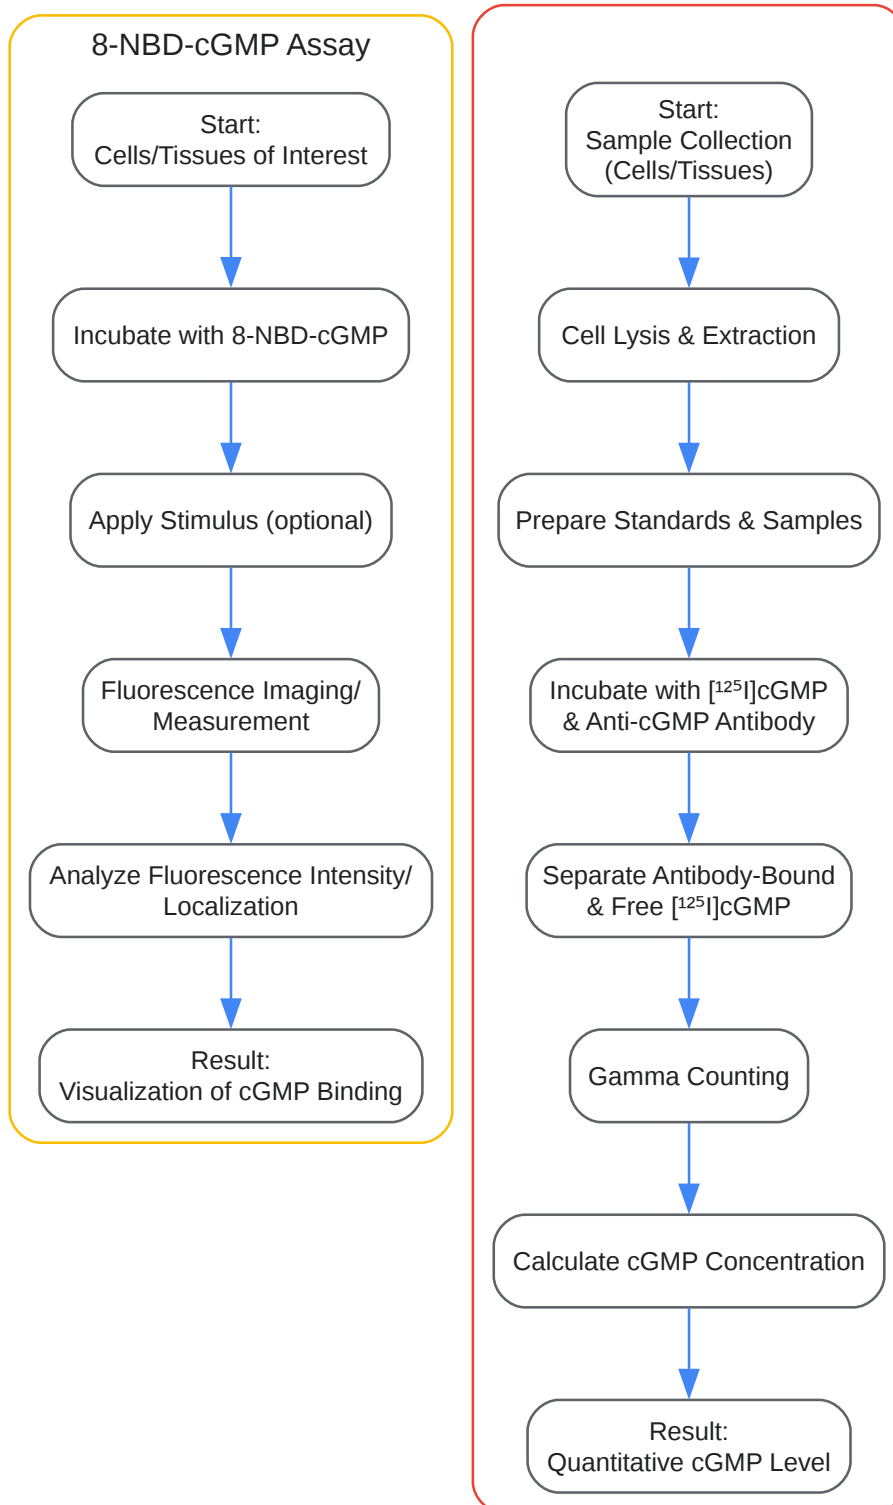 8-NBD-cGMP Assay
Start:
Cells/Tissues of Interest
Incubate with 8-NBD-cGMP
Apply Stimulus (optional)
Fluorescence Imaging/
Measurement
Analyze Fluorescence Intensity/
Localization
Result:
Visualization of cGMP Binding
Start:
Sample Collection
(Cells/Tissues)
Cell Lysis & Extraction
Prepare Standards & Samples
Incubate with [¹²⁵I]cGMP
& Anti-cGMP Antibody
Separate Antibody-Bound
& Free [¹²⁵I]cGMP
Gamma Counting
Calculate cGMP Concentration
Result:
Quantitative cGMP Level